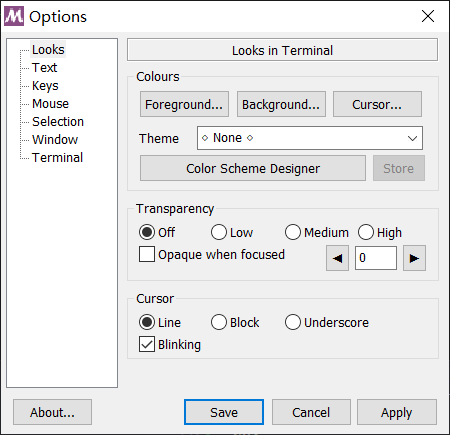 Options
Looks
Text
Keys
Mouse
Selection
Window
Terminal
Looks in Terminal
Colours
Foreground... Background... Cursor...
Theme ◇ None ◇
Color Scheme Designer Store
Transparency
Off Low Medium High
Opaque when focused ◄ 0 ►
Cursor
Line Block Underscore
Blinking
About... Save Cancel Apply